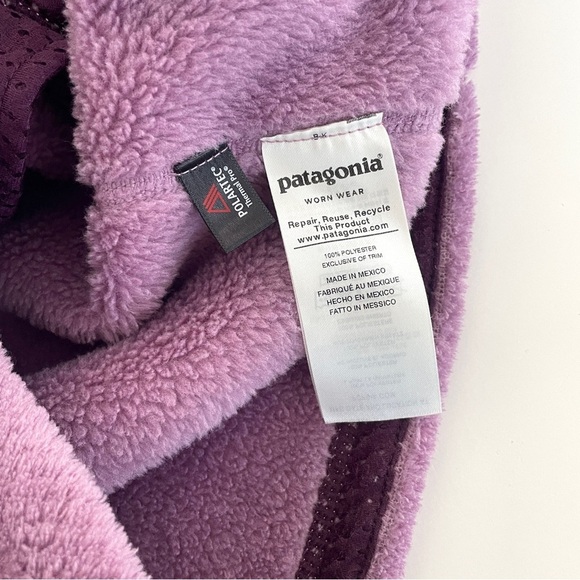 POLARTEC®
Thermal Pro®
patagonia®
WORN WEAR
Repair, Reuse, Recycle
This Product
www.patagonia.com
100% POLYESTER
EXCLUSIVE OF TRIM
MADE IN MEXICO
FABRIQUÉ AU MEXIQUE
HECHO EN MEXICO
FATTO IN MESSICO